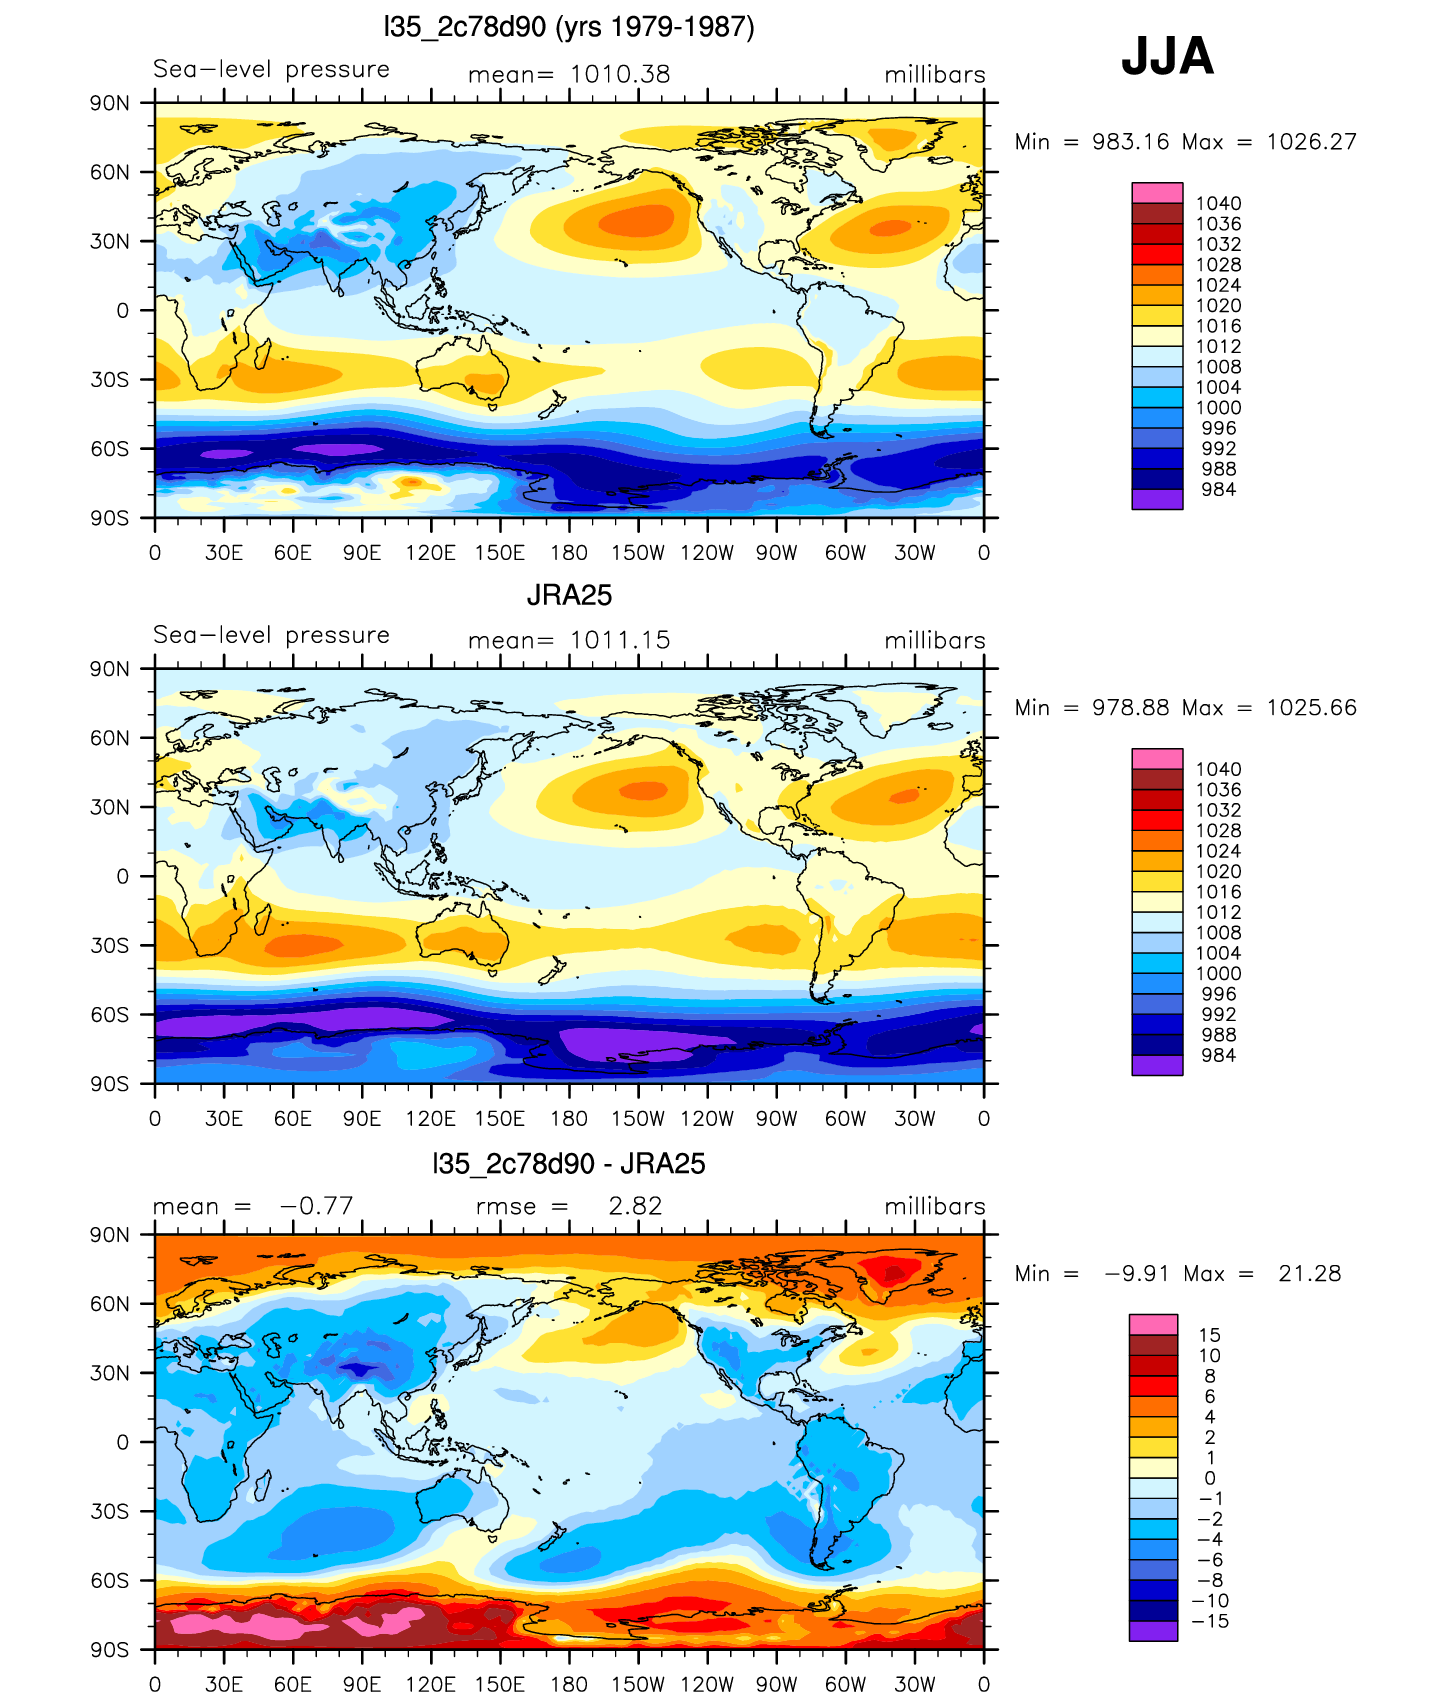 l35_2c78d90 (yrs 1979-1987)
JJA
Sea-level pressure mean= 1010.38 millibars
Min = 983.16 Max = 1026.27
90N
60N
30N
0
30S
60S
90S
0 30E 60E 90E 120E 150E 180 150W 120W 90W 60W 30W 0
1040
1036
1032
1028
1024
1020
1016
1012
1008
1004
1000
996
992
988
984
JRA25
Sea-level pressure mean= 1011.15 millibars
Min = 978.88 Max = 1025.66
90N
60N
30N
0
30S
60S
90S
0 30E 60E 90E 120E 150E 180 150W 120W 90W 60W 30W 0
1040
1036
1032
1028
1024
1020
1016
1012
1008
1004
1000
996
992
988
984
l35_2c78d90 - JRA25
mean = -0.77 rmse = 2.82 millibars
Min = -9.91 Max = 21.28
90N
60N
30N
0
30S
60S
90S
0 30E 60E 90E 120E 150E 180 150W 120W 90W 60W 30W 0
15
10
8
6
4
2
1
0
-1
-2
-4
-6
-8
-10
-15